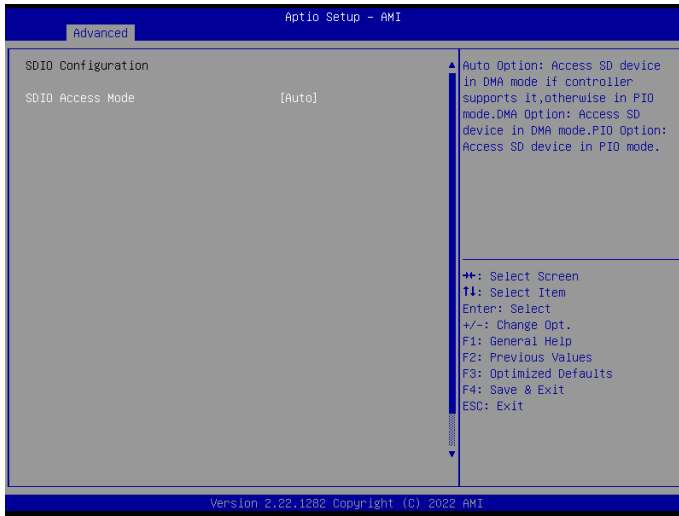 Aptio Setup – AMI
Advanced
SDIO Configuration
SDIO Access Mode [Auto]
Auto Option: Access SD device
in DMA mode if controller
supports it,otherwise in PIO
mode.DMA Option: Access SD
device in DMA mode.PIO Option:
Access SD device in PIO mode.
→←: Select Screen
↑↓: Select Item
Enter: Select
+/-: Change Opt.
F1: General Help
F2: Previous Values
F3: Optimized Defaults
F4: Save & Exit
ESC: Exit
Version 2.22.1282 Copyright (C) 2022 AMI